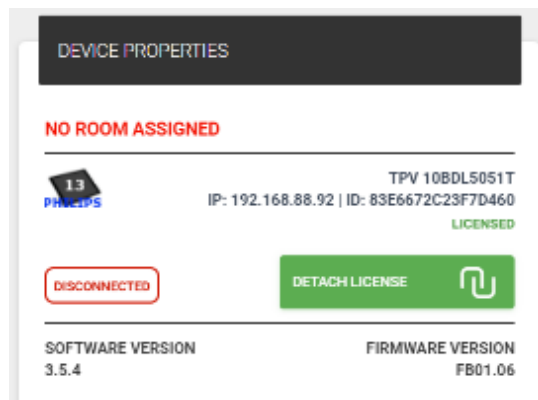 DEVICE PROPERTIES
NO ROOM ASSIGNED
13
PHILIPS
TPV 10BDL5051T
IP: 192.168.88.92 | ID: 83E6672C23F7D460
LICENSED
DISCONNECTED
DETACH LICENSE
SOFTWARE VERSION
3.5.4
FIRMWARE VERSION
FB01.06